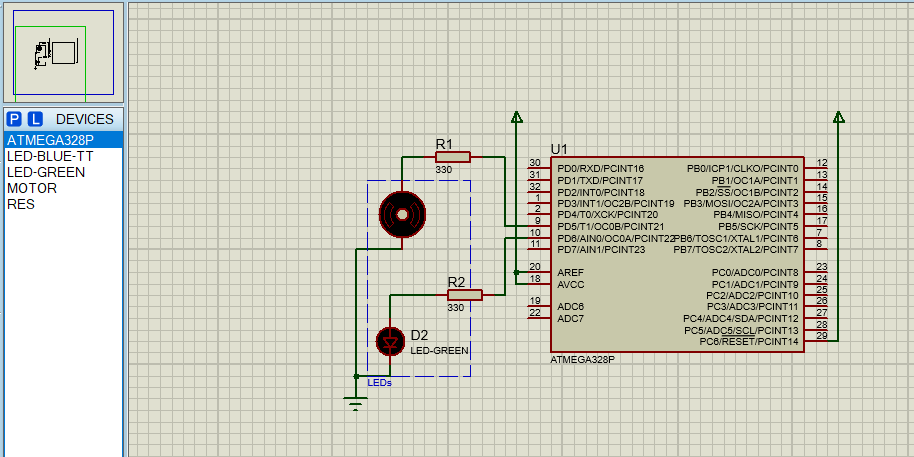 P L DEVICES
ATMEGA328P
LED-BLUE-TT
LED-GREEN
MOTOR
RES
R1
330
R2
330
D2
LED-GREEN
LEDs
U1
30 PD0/RXD/PCINT16 PB0/ICP1/CLKO/PCINT0 12
31 PD1/TXD/PCINT17 PB1/OC1A/PCINT1 13
32 PD2/INT0/PCINT18 PB2/SS/OC1B/PCINT2 14
1 PD3/INT1/OC2B/PCINT19 PB3/MOSI/OC2A/PCINT3 15
2 PD4/T0/XCK/PCINT20 PB4/MISO/PCINT4 16
9 PD5/T1/OC0B/PCINT21 PB5/SCK/PCINT5 17
10 PD6/AIN0/OC0A/PCINT22 PB6/TOSC1/XTAL1/PCINT6 7
11 PD7/AIN1/PCINT23 PB7/TOSC2/XTAL2/PCINT7 8
20 AREF PC0/ADC0/PCINT8 23
18 AVCC PC1/ADC1/PCINT9 24
PC2/ADC2/PCINT10 25
19 ADC6 PC3/ADC3/PCINT11 26
22 ADC7 PC4/ADC4/SDA/PCINT12 27
PC5/ADC5/SCL/PCINT13 28
PC6/RESET/PCINT14 29
ATMEGA328P